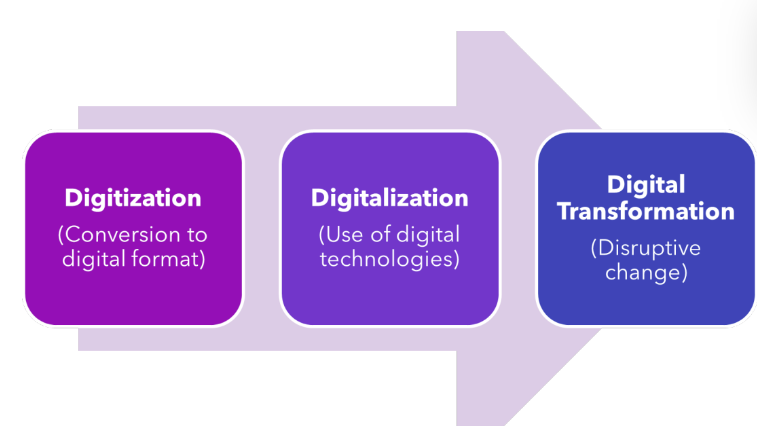 Digitization
(Conversion to
digital format)
Digitalization
(Use of digital
technologies)
Digital
Transformation
(Disruptive
change)